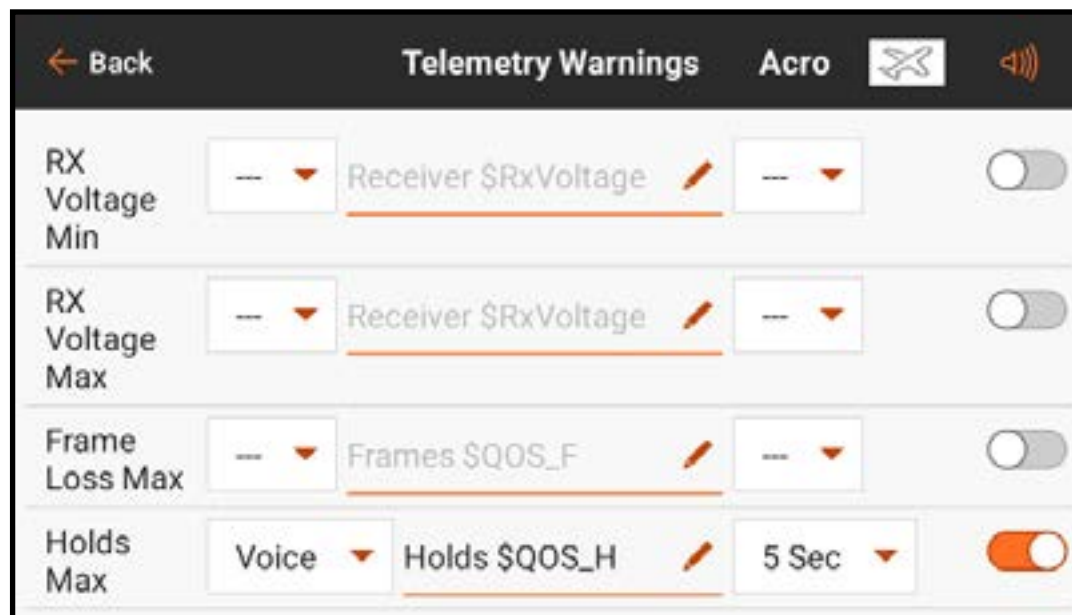 Back Telemetry Warnings Acro
RX
Voltage
Min
--- Receiver $RxVoltage ---
RX
Voltage
Max
--- Receiver $RxVoltage ---
Frame
Loss Max
--- Frames $QOS_F ---
Holds
Max
Voice Holds $QOS_H 5 Sec